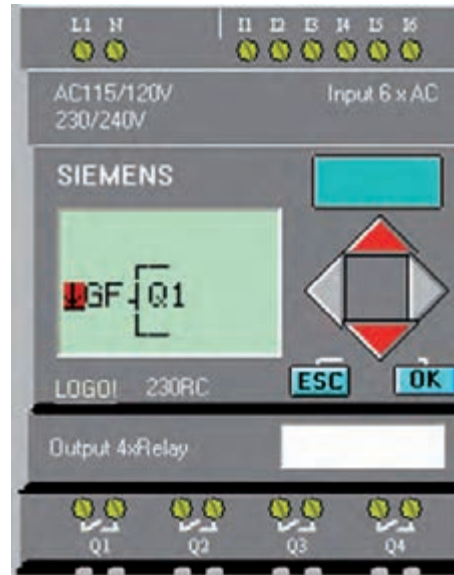 L1 N I1 I2 I3 I4 I5 I6
AC115/120V Input 6 x AC
230/240V
SIEMENS
↓GF Q1
LOGO! 230RC ESC OK
Output 4xRelay
Q1 Q2 Q3 Q4